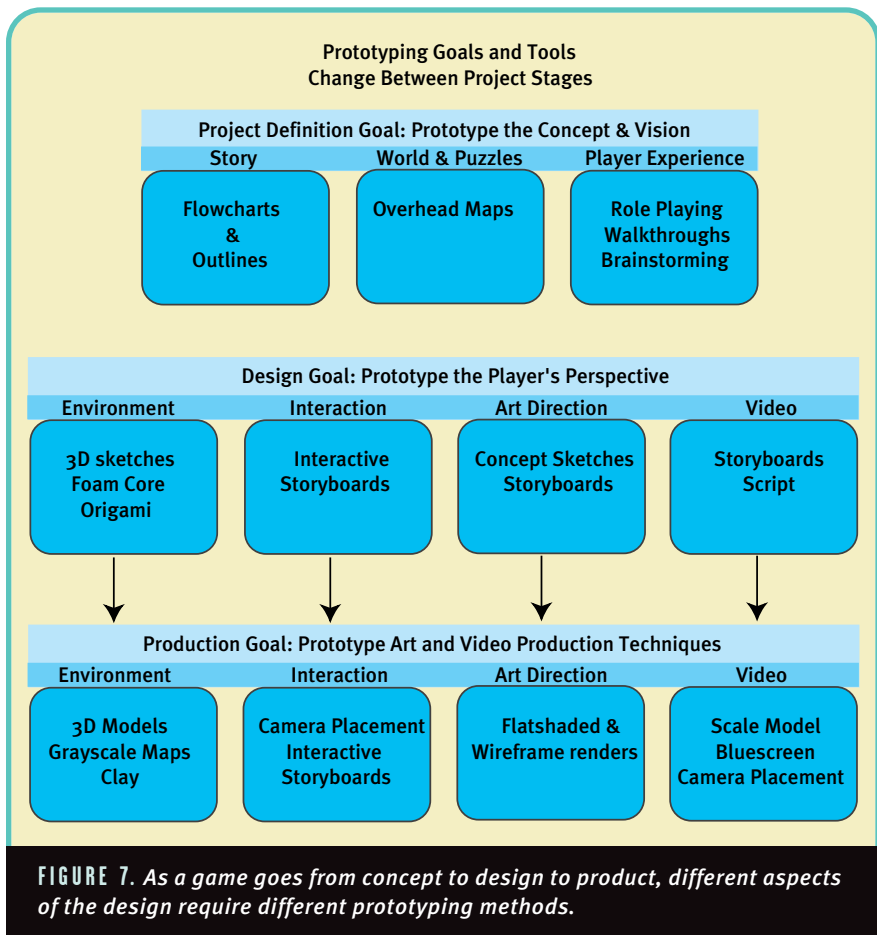 Prototyping Goals and Tools
Change Between Project Stages
Project Definition Goal: Prototype the Concept & Vision
Story
World & Puzzles
Player Experience
Flowcharts
&
Outlines
Overhead Maps
Role Playing
Walkthroughs
Brainstorming
Design Goal: Prototype the Player's Perspective
Environment
Interaction
Art Direction
Video
3D sketches
Foam Core
Origami
Interactive
Storyboards
Concept Sketches
Storyboards
Storyboards
Script
Production Goal: Prototype Art and Video Production Techniques
Environment
Interaction
Art Direction
Video
3D Models
Grayscale Maps
Clay
Camera Placement
Interactive
Storyboards
Flatshaded &
Wireframe renders
Scale Model
Bluescreen
Camera Placement
FIGURE 7. As a game goes from concept to design to product, different aspects
of the design require different prototyping methods.